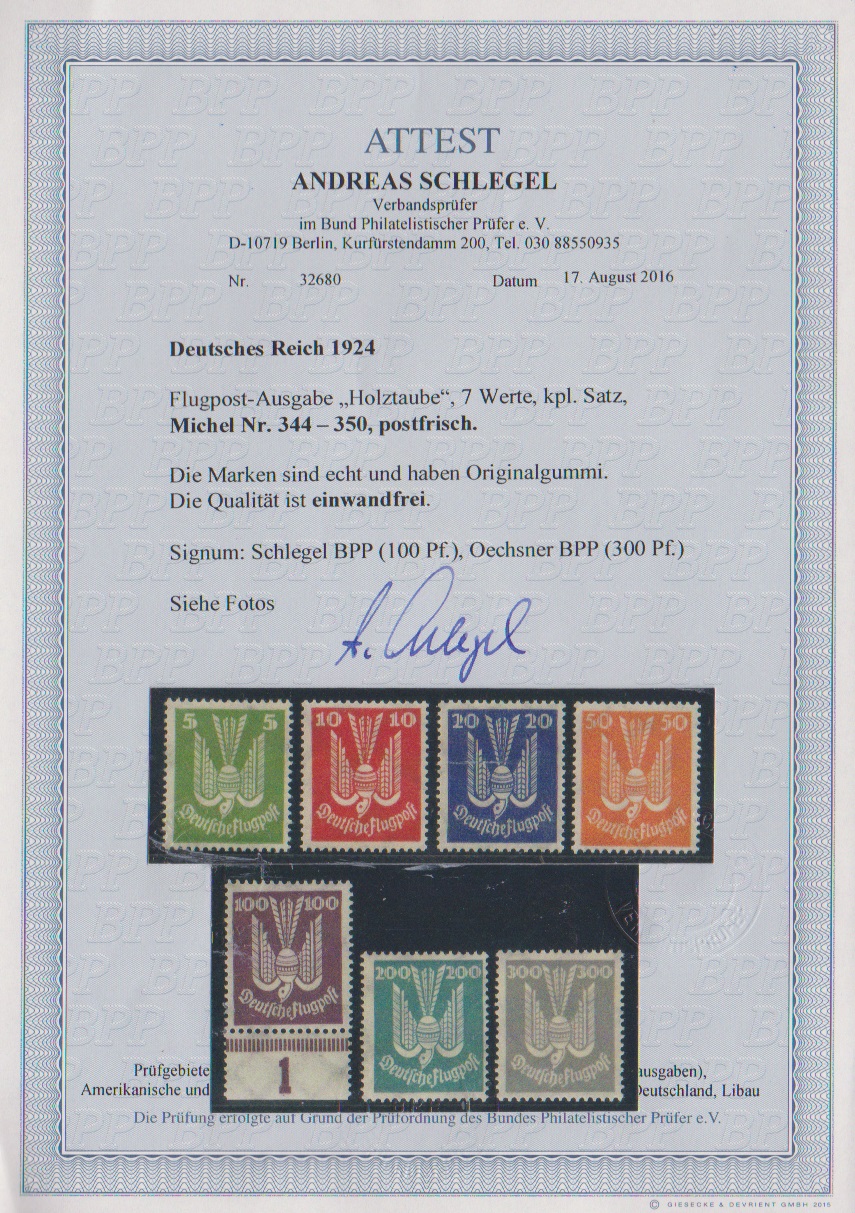 ATTEST
ANDREAS SCHLEGEL
Verbandsprüfer
im Bund Philatelistischer Prüfer e. V.
D-10719 Berlin, Kurfürstendamm 200, Tel. 030 88550935
Nr. 32680 Datum 17. August 2016
Deutsches Reich 1924
Flugpost-Ausgabe „Holztaube“, 7 Werte, kpl. Satz,
Michel Nr. 344 – 350, postfrisch.
Die Marken sind echt und haben Originalgummi.
Die Qualität ist einwandfrei.
Signum: Schlegel BPP (100 Pf.), Oechsner BPP (300 Pf.)
Siehe Fotos
A. Schlegel
5 5 10 10 20 20 50 50
Deutsche Flugpost Deutsche Flugpost Deutsche Flugpost Deutsche Flugpost
100 100
Deutsche Flugpost
200 200 300 300
Deutsche Flugpost Deutsche Flugpost
1
Prüfgebiete ausgaben),
Amerikanische und Deutschland, Libau
Die Prüfung erfolgte auf Grund der Prüfordnung des Bundes Philatelistischer Prüfer e.V.
© GIESECKE & DEVRIENT GMBH 2015